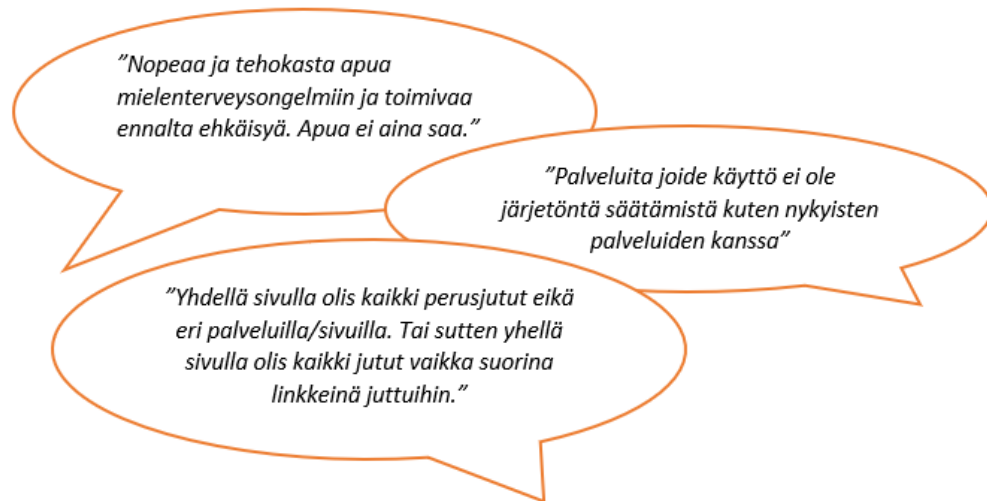 ”Nopeaa ja tehokasta apua
mielenterveysongelmiin ja toimivaa
ennalta ehkäisyä. Apua ei aina saa.”
”Palveluita joide käyttö ei ole
järjetöntä säätämistä kuten nykyisten
palveluiden kanssa”
”Yhdellä sivulla olis kaikki perusjutut eikä
eri palveluilla/sivuilla. Tai sutten yhellä
sivulla olis kaikki jutut vaikka suorina
linkkeinä juttuihin.”